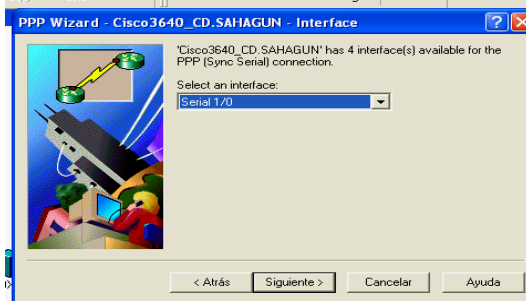 PPP Wizard - Cisco3640_CD.SAHAGUN - Interface
'Cisco3640_CD.SAHAGUN' has 4 interface(s) available for the
PPP (Sync Serial) connection.
Select an interface:
Serial 1/0
< Atrás Siguiente > Cancelar Ayuda